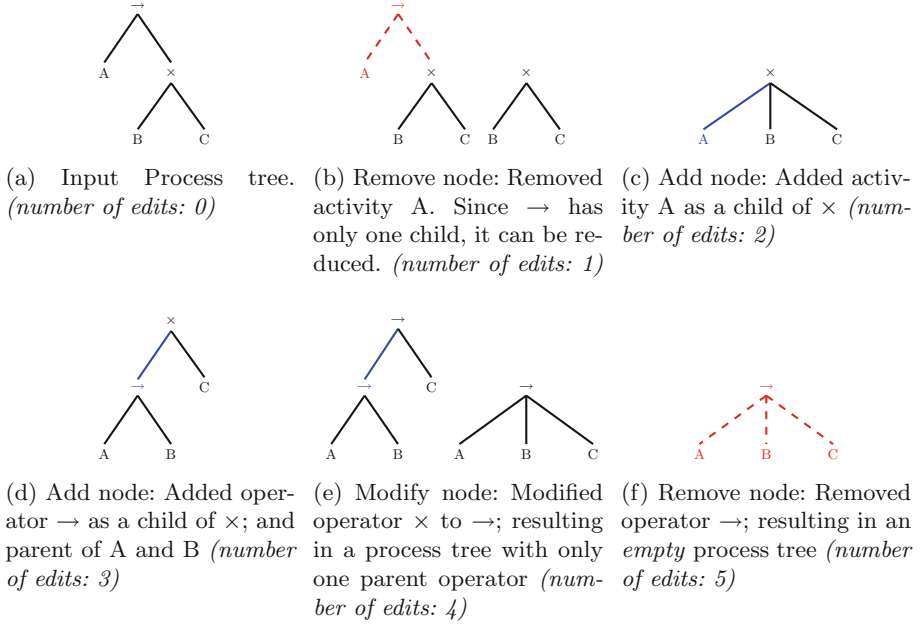 →
A
×
B
C
(a) Input Process tree.
(number of edits: 0)
→
A
×
×
B
C
B
C
(b) Remove node: Removed
activity A. Since → has
only one child, it can be re-
duced. (number of edits: 1)
×
A
B
C
(c) Add node: Added activ-
ity A as a child of × (num-
ber of edits: 2)
×
→
C
A
B
(d) Add node: Added oper-
ator → as a child of ×; and
parent of A and B (number
of edits: 3)
→
→
C
→
A
B
A
B
C
(e) Modify node: Modified
operator × to →; resulting
in a process tree with only
one parent operator (num-
ber of edits: 4)
→
A
B
C
(f) Remove node: Removed
operator →; resulting in an
empty process tree (number
of edits: 5)